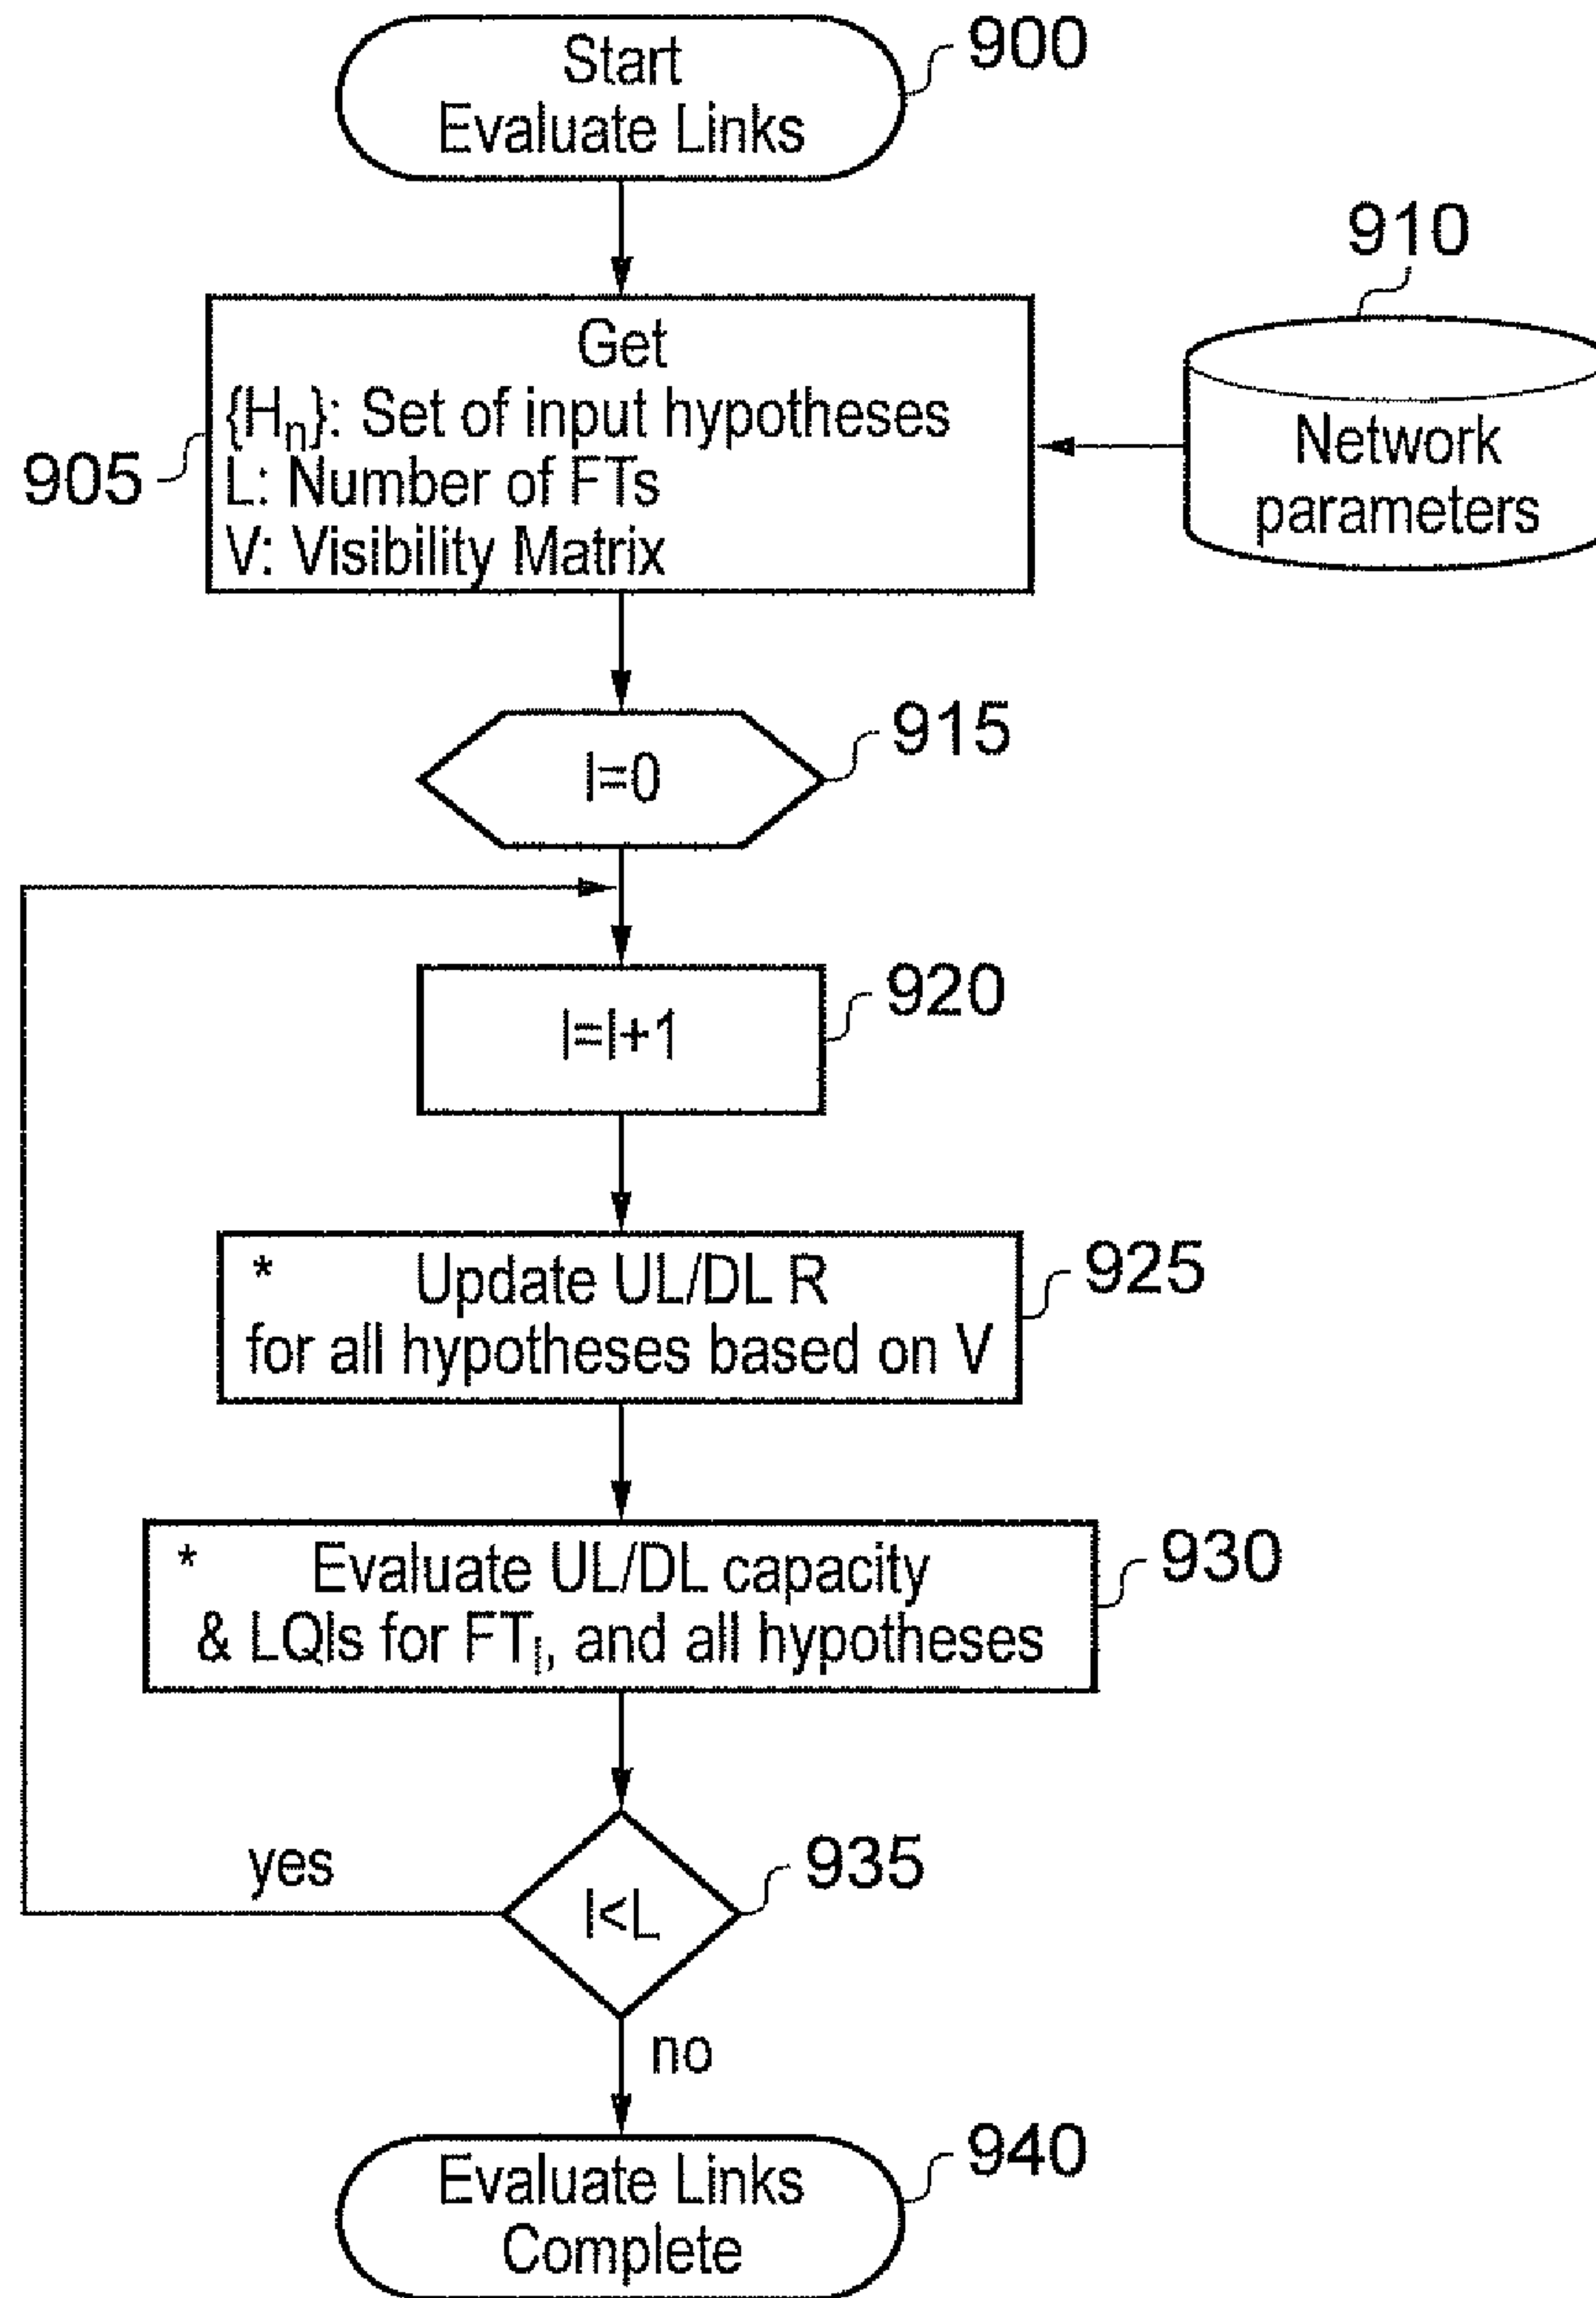 Start
Evaluate Links
900
910
Get
{Hn}: Set of input hypotheses
L: Number of FTs
V: Visibility Matrix
905
Network
parameters
l=0
915
l=l+1
920
* Update UL/DL R
for all hypotheses based on V
925
* Evaluate UL/DL capacity
& LQIs for FTl, and all hypotheses
930
yes
l<L
935
no
Evaluate Links
Complete
940